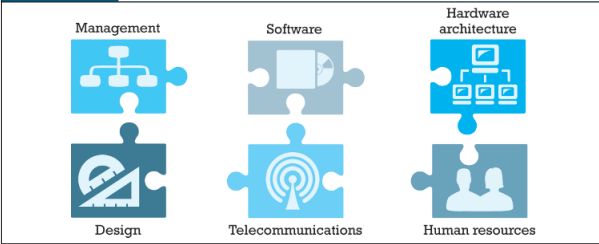 Management
Software
Hardware
architecture
Design
Telecommunications
Human resources